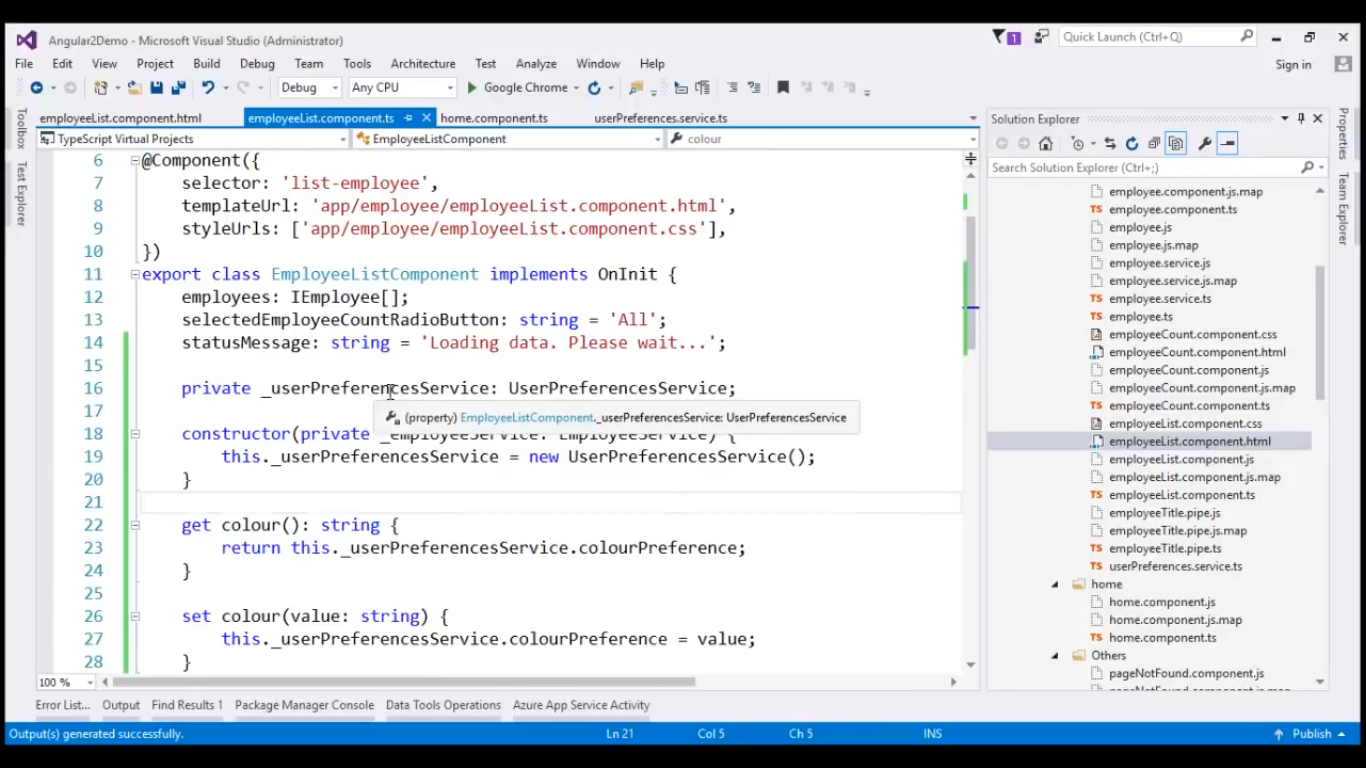 Angular2Demo - Microsoft Visual Studio (Administrator)
1
Quick Launch (Ctrl+Q)
File Edit View Project Build Debug Team Tools Architecture Test Analyze Window Help
Sign in
Debug Any CPU Google Chrome
Toolbox
Test Explorer
employeeList.component.html employeeList.component.ts home.component.ts userPreferences.service.ts
TypeScript Virtual Projects EmployeeListComponent colour
6 @Component({
7 selector: 'list-employee',
8 templateUrl: 'app/employee/employeeList.component.html',
9 styleUrls: ['app/employee/employeeList.component.css'],
10 })
11 export class EmployeeListComponent implements OnInit {
12 employees: IEmployee[];
13 selectedEmployeeCountRadioButton: string = 'All';
14 statusMessage: string = 'Loading data. Please wait...';
15
16 private _userPreferencesService: UserPreferencesService;
17
(property) EmployeeListComponent._userPreferencesService: UserPreferencesService
18 constructor(private _employeeService: EmployeeService) {
19 this._userPreferencesService = new UserPreferencesService();
20 }
21
22 get colour(): string {
23 return this._userPreferencesService.colourPreference;
24 }
25
26 set colour(value: string) {
27 this._userPreferencesService.colourPreference = value;
28 }
100 %
Solution Explorer
Search Solution Explorer (Ctrl+;)
employee.component.js.map
TS employee.component.ts
employee.js
employee.js.map
employee.service.js
employee.service.js.map
TS employee.service.ts
TS employee.ts
employeeCount.component.css
employeeCount.component.html
employeeCount.component.js
employeeCount.component.js.map
TS employeeCount.component.ts
employeeList.component.css
employeeList.component.html
employeeList.component.js
employeeList.component.js.map
TS employeeList.component.ts
employeeTitle.pipe.js
employeeTitle.pipe.js.map
TS employeeTitle.pipe.ts
TS userPreferences.service.ts
home
home.component.js
home.component.js.map
TS home.component.ts
Others
pageNotFound.component.js
Properties
Team Explorer
Error List... Output Find Results 1 Package Manager Console Data Tools Operations Azure App Service Activity
Output(s) generated successfully. Ln 21 Col 5 Ch 5 INS Publish